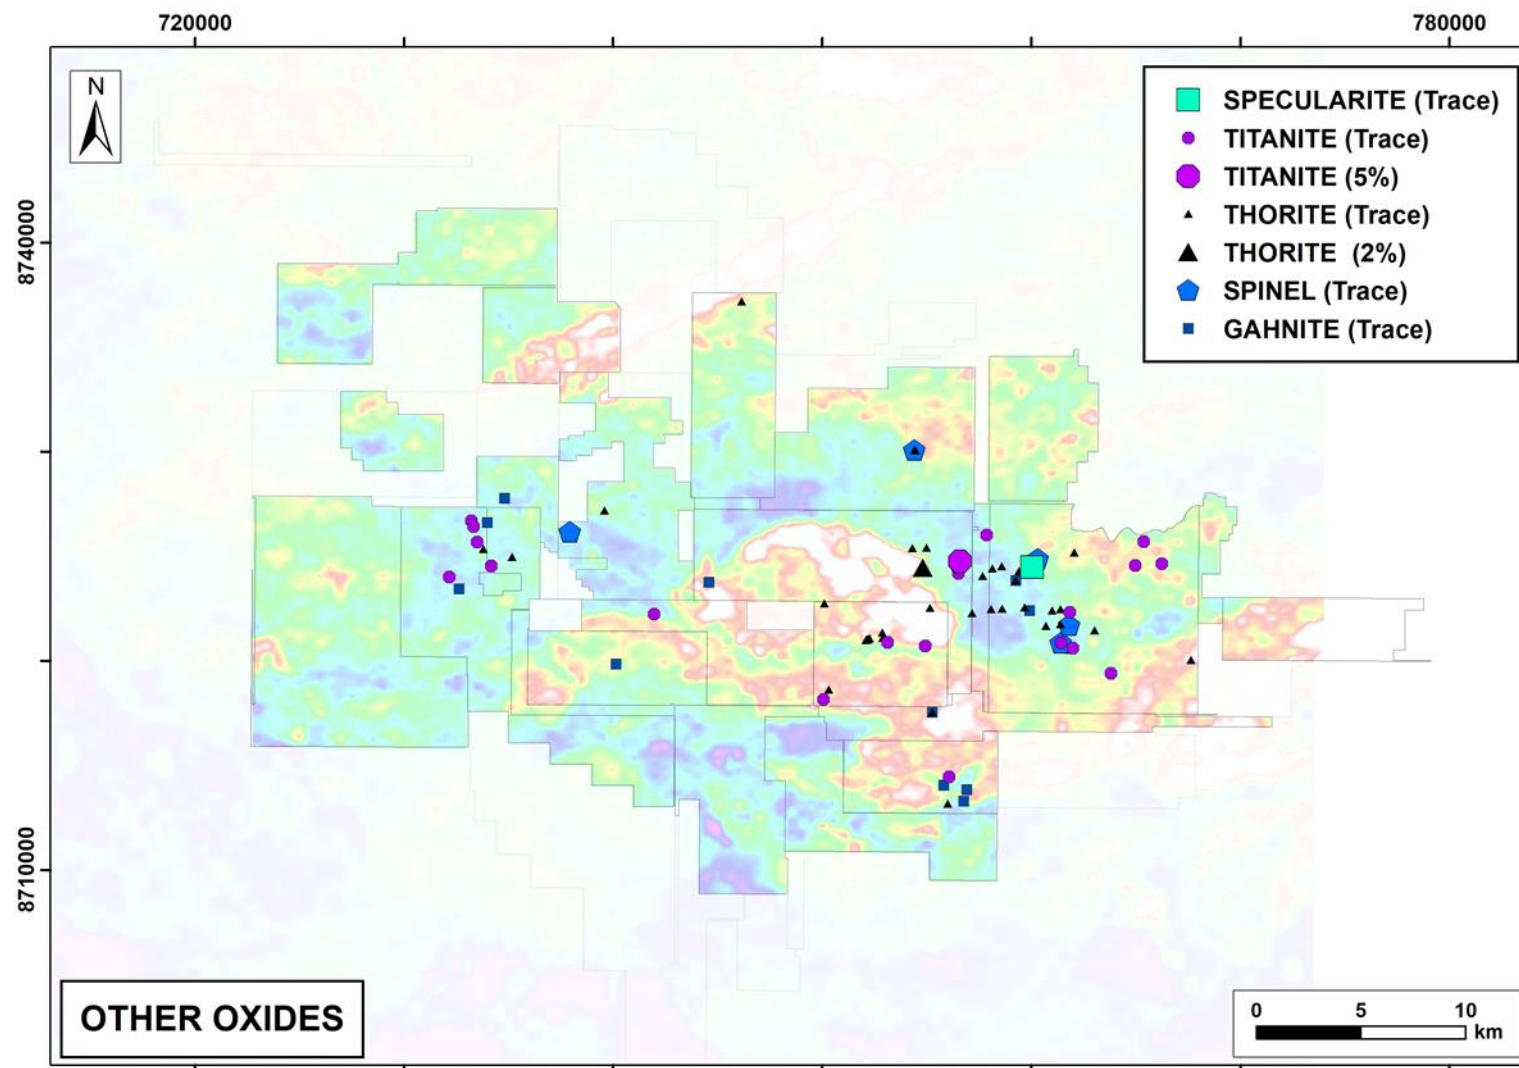 720000
780000
N
SPECULARITE (Trace)
TITANITE (Trace)
TITANITE (5%)
THORITE (Trace)
THORITE (2%)
SPINEL (Trace)
GAHNITE (Trace)
8740000
8710000
OTHER OXIDES
0 5 10
km